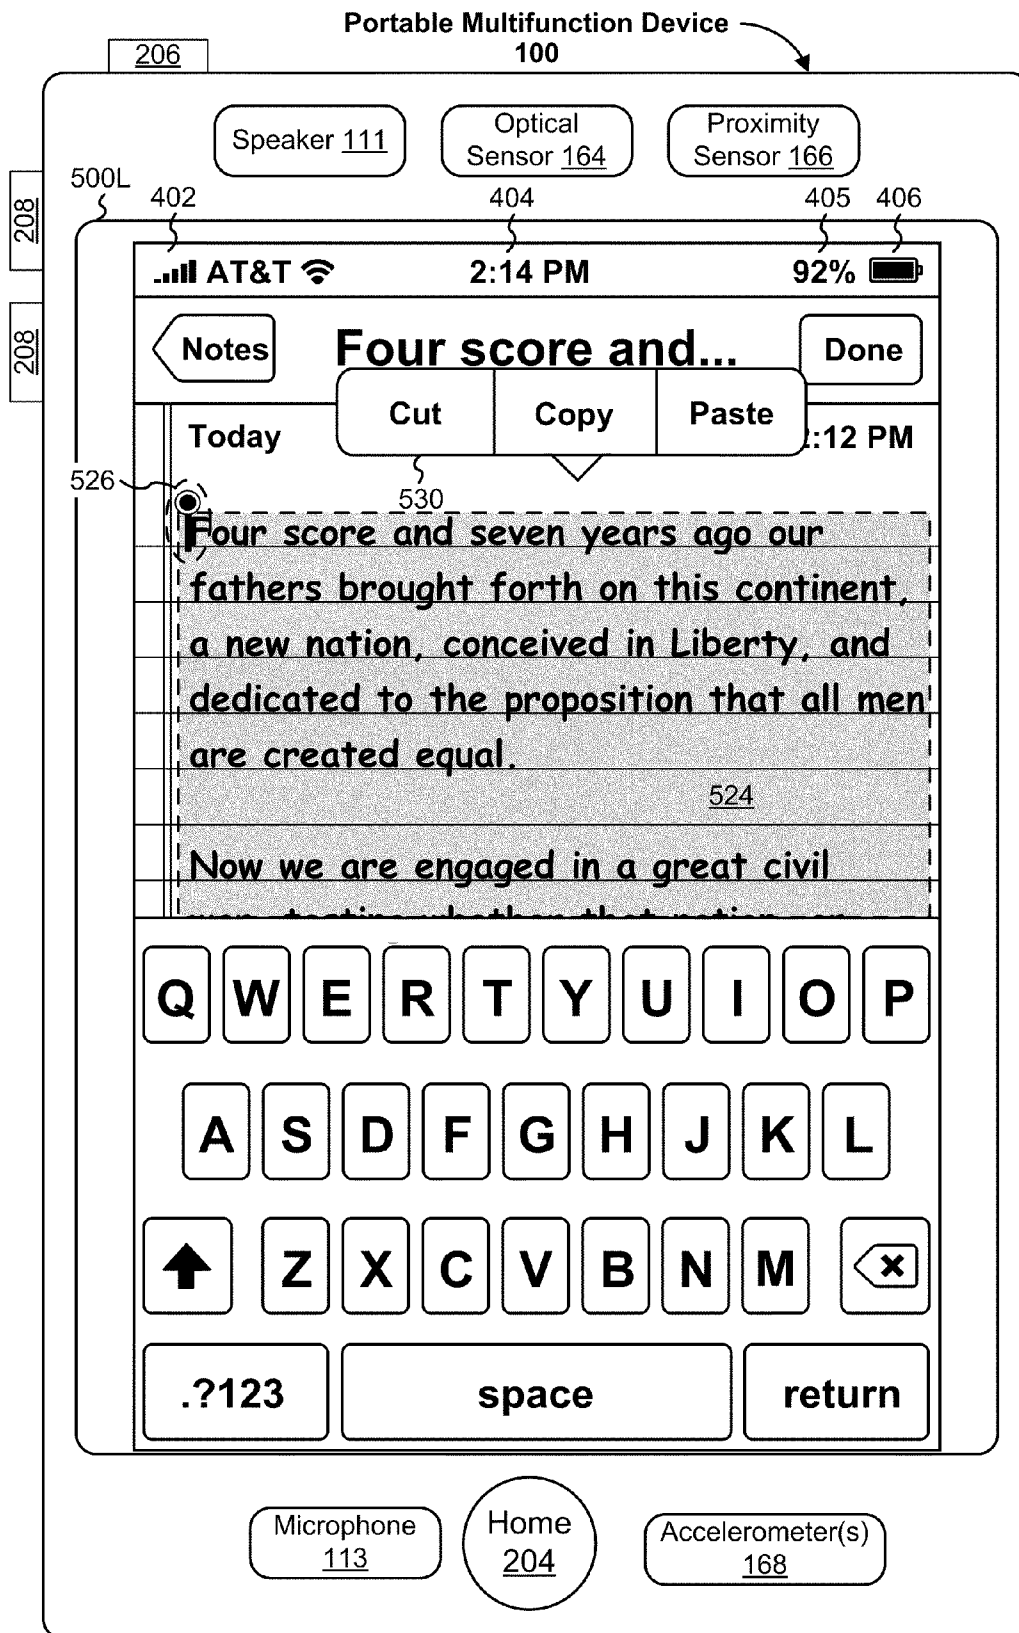 Portable Multifunction Device
100
206
Speaker 111
Optical
Sensor 164
Proximity
Sensor 166
500L
402
404
405
406
208
208
AT&T
2:14 PM
92%
Notes
Four score and...
Done
Cut
Copy
Paste
Today
:12 PM
526
530
Four score and seven years ago our
fathers brought forth on this continent,
a new nation, conceived in Liberty, and
dedicated to the proposition that all men
are created equal.
524
Now we are engaged in a great civil
Q W E R T Y U I O P
A S D F G H J K L
Z X C V B N M
.?123
space
return
Microphone
113
Home
204
Accelerometer(s)
168